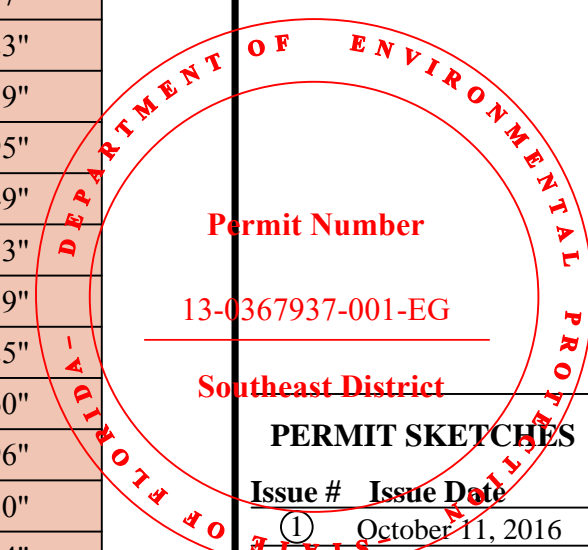 3"
9"
5"
9"
3"
9"
5"
0"
6"
0"
DEPARTMENT OF ENVIRONMENTAL PROTECTION
STATE OF FLORIDA-
Permit Number
13-0367937-001-EG
Southeast District
PERMIT SKETCHES
Issue # Issue Date
1 October 11, 2016